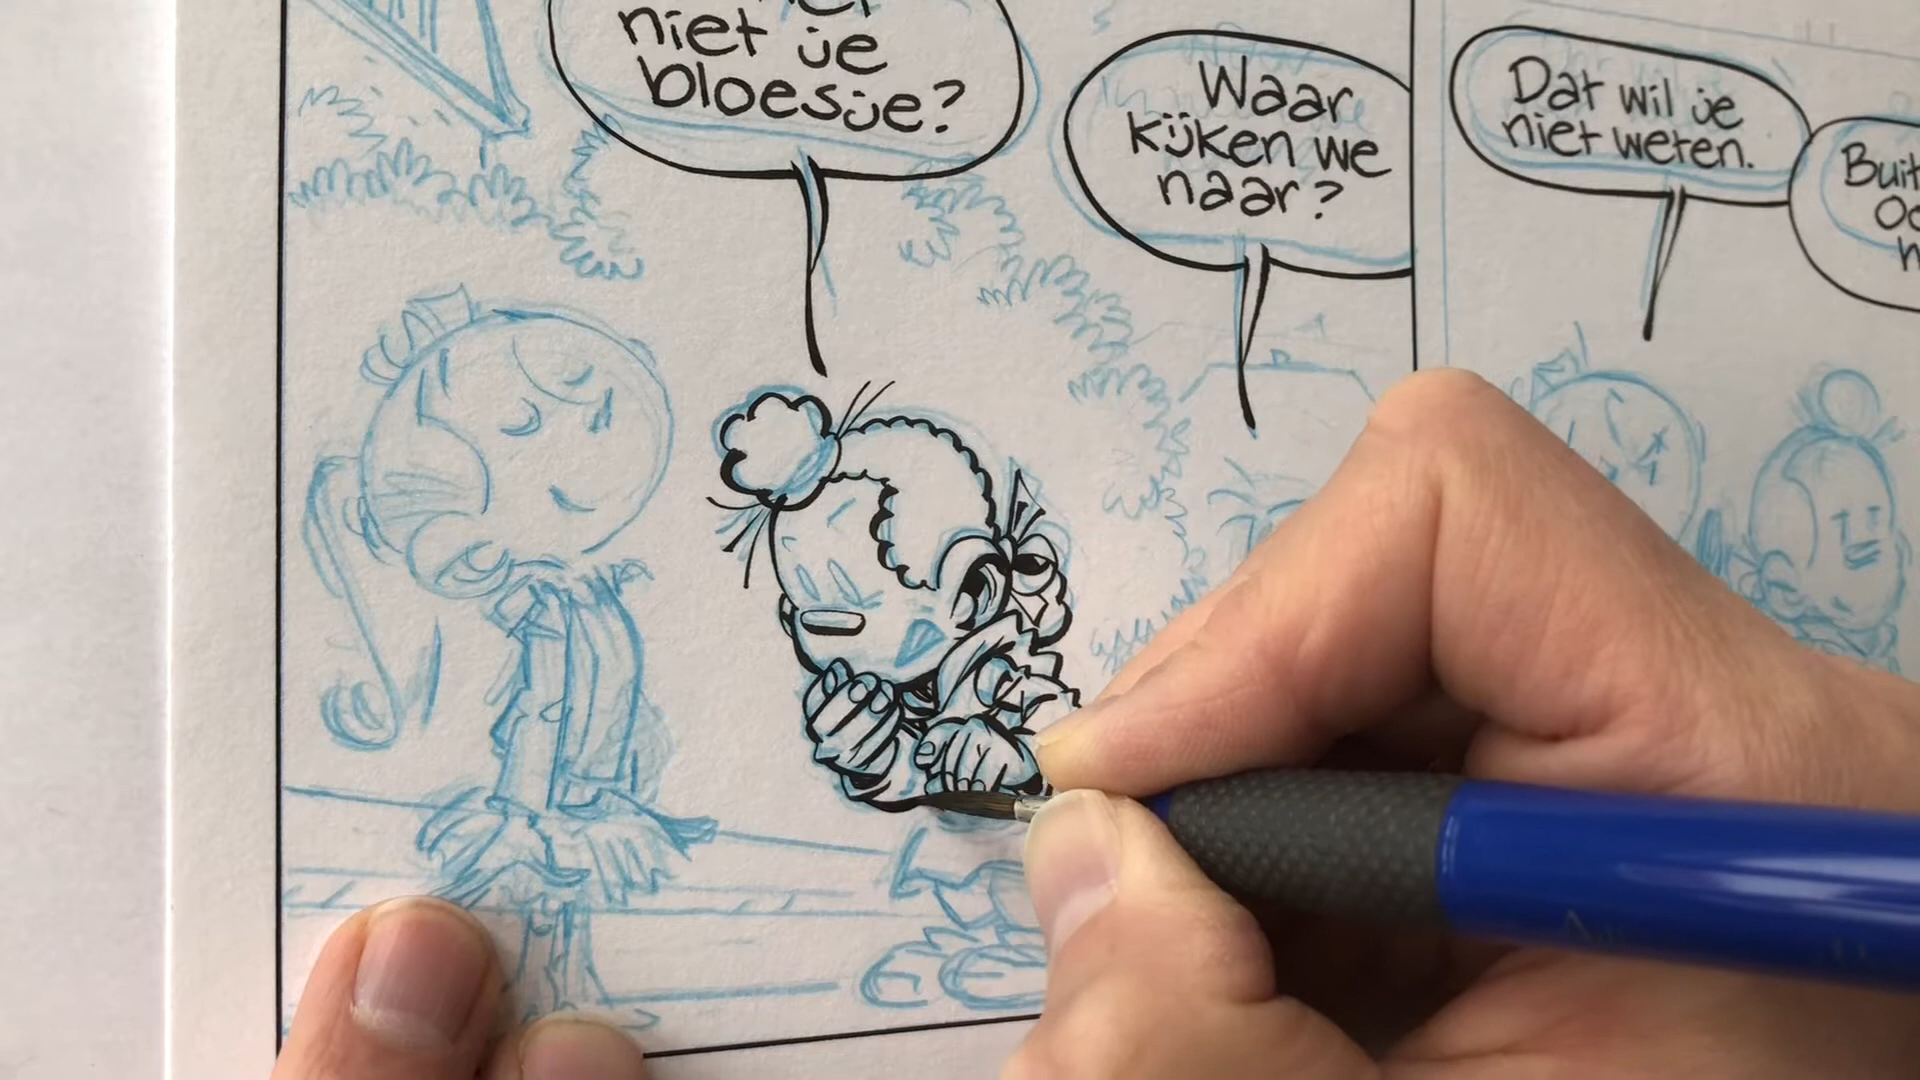 niet je
bloesje?
Waar
kijken we
naar?
Dat wil je
niet weten.